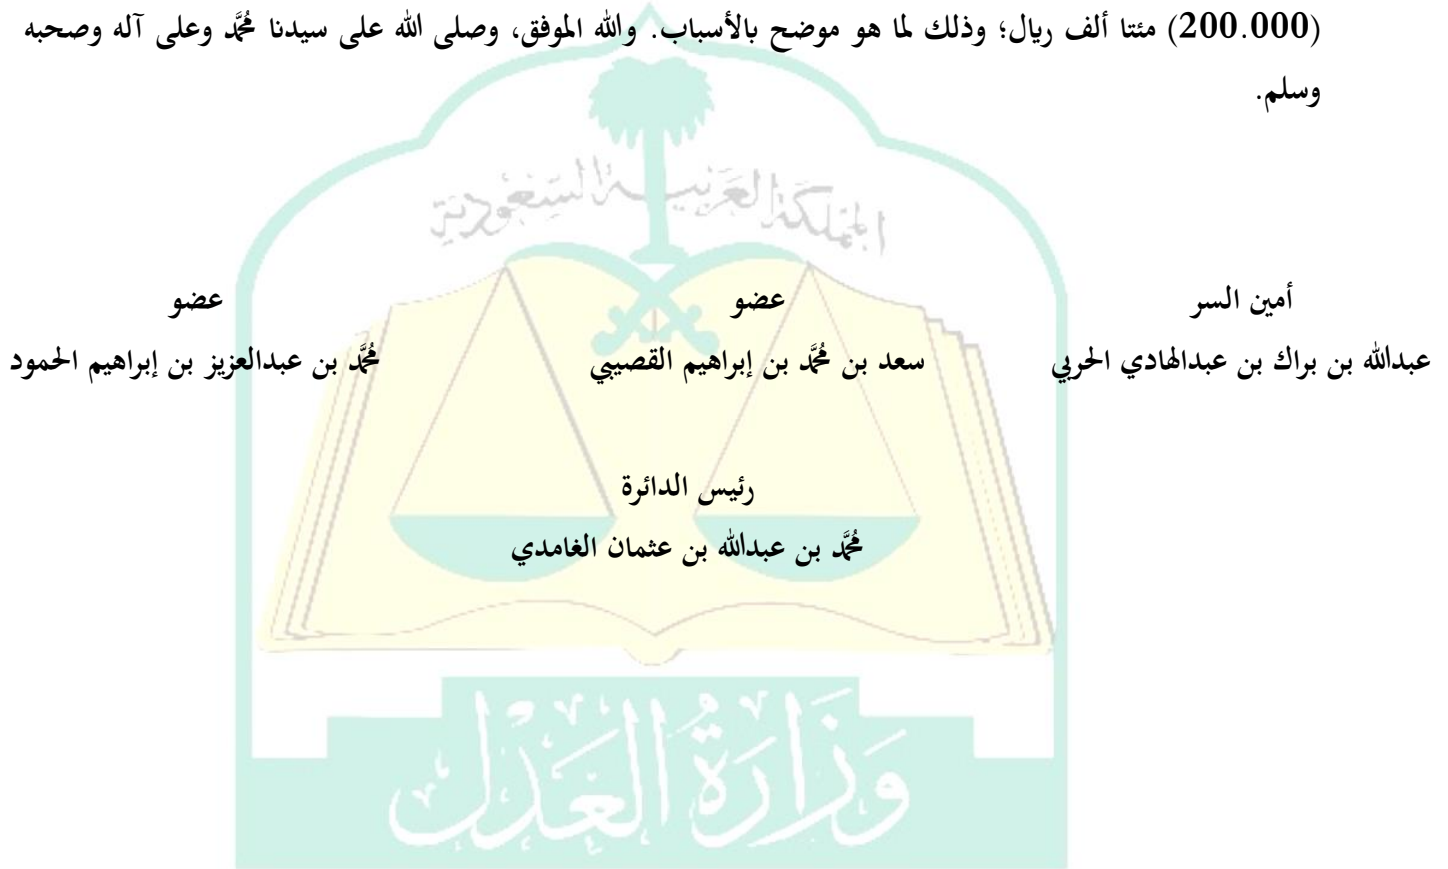 (200.000) مئتا ألف ريال؛ وذلك لما هو موضح بالأسباب. والله الموفق، وصلى الله على سيدنا مُحَمَّد وعلى آله وصحبه
وسلم.
المملكة العربية السعودية
أمين السر عضو عضو
عبدالله بن براك بن عبدالهادي الحربي سعد بن مُحَمَّد بن إبراهيم القصيبي مُحَمَّد بن عبدالعزيز بن إبراهيم الحمود
رئيس الدائرة
مُحَمَّد بن عبدالله بن عثمان الغامدي
وَزَارَةُ العَدْل